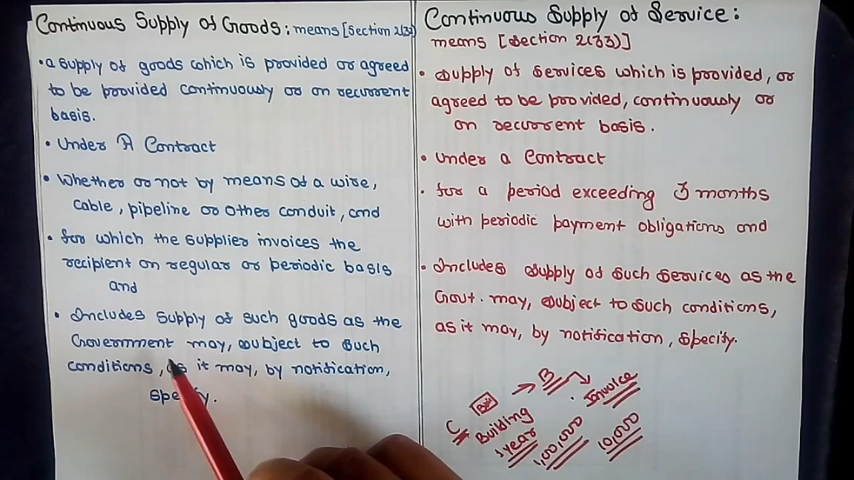 Continuous Supply of Goods: means [Section 2(32)
• a supply of goods which is provided or agreed
to be provided continuously or on recurrent
basis.
• Under A Contract
• Whether or not by means of a wire,
cable, pipeline or other conduit, and
• for which the supplier invoices the
recipient on regular or periodic basis
and
• Includes supply of such goods as the
Government may, subject to such
conditions, as it may, by notification,
specify.
Continuous Supply of Service:
means [Section 2(33)]
• Supply of services which is provided, or
agreed to be provided, continuously or
on recurrent basis.
• Under a Contract
• for a period exceeding 3 months
with periodic payment obligations and
• Includes supply of such services as the
Govt. may, subject to such conditions,
as it may, by notification, specify.
B
Invoice
C
Building
1 year
1,00,000
10,000